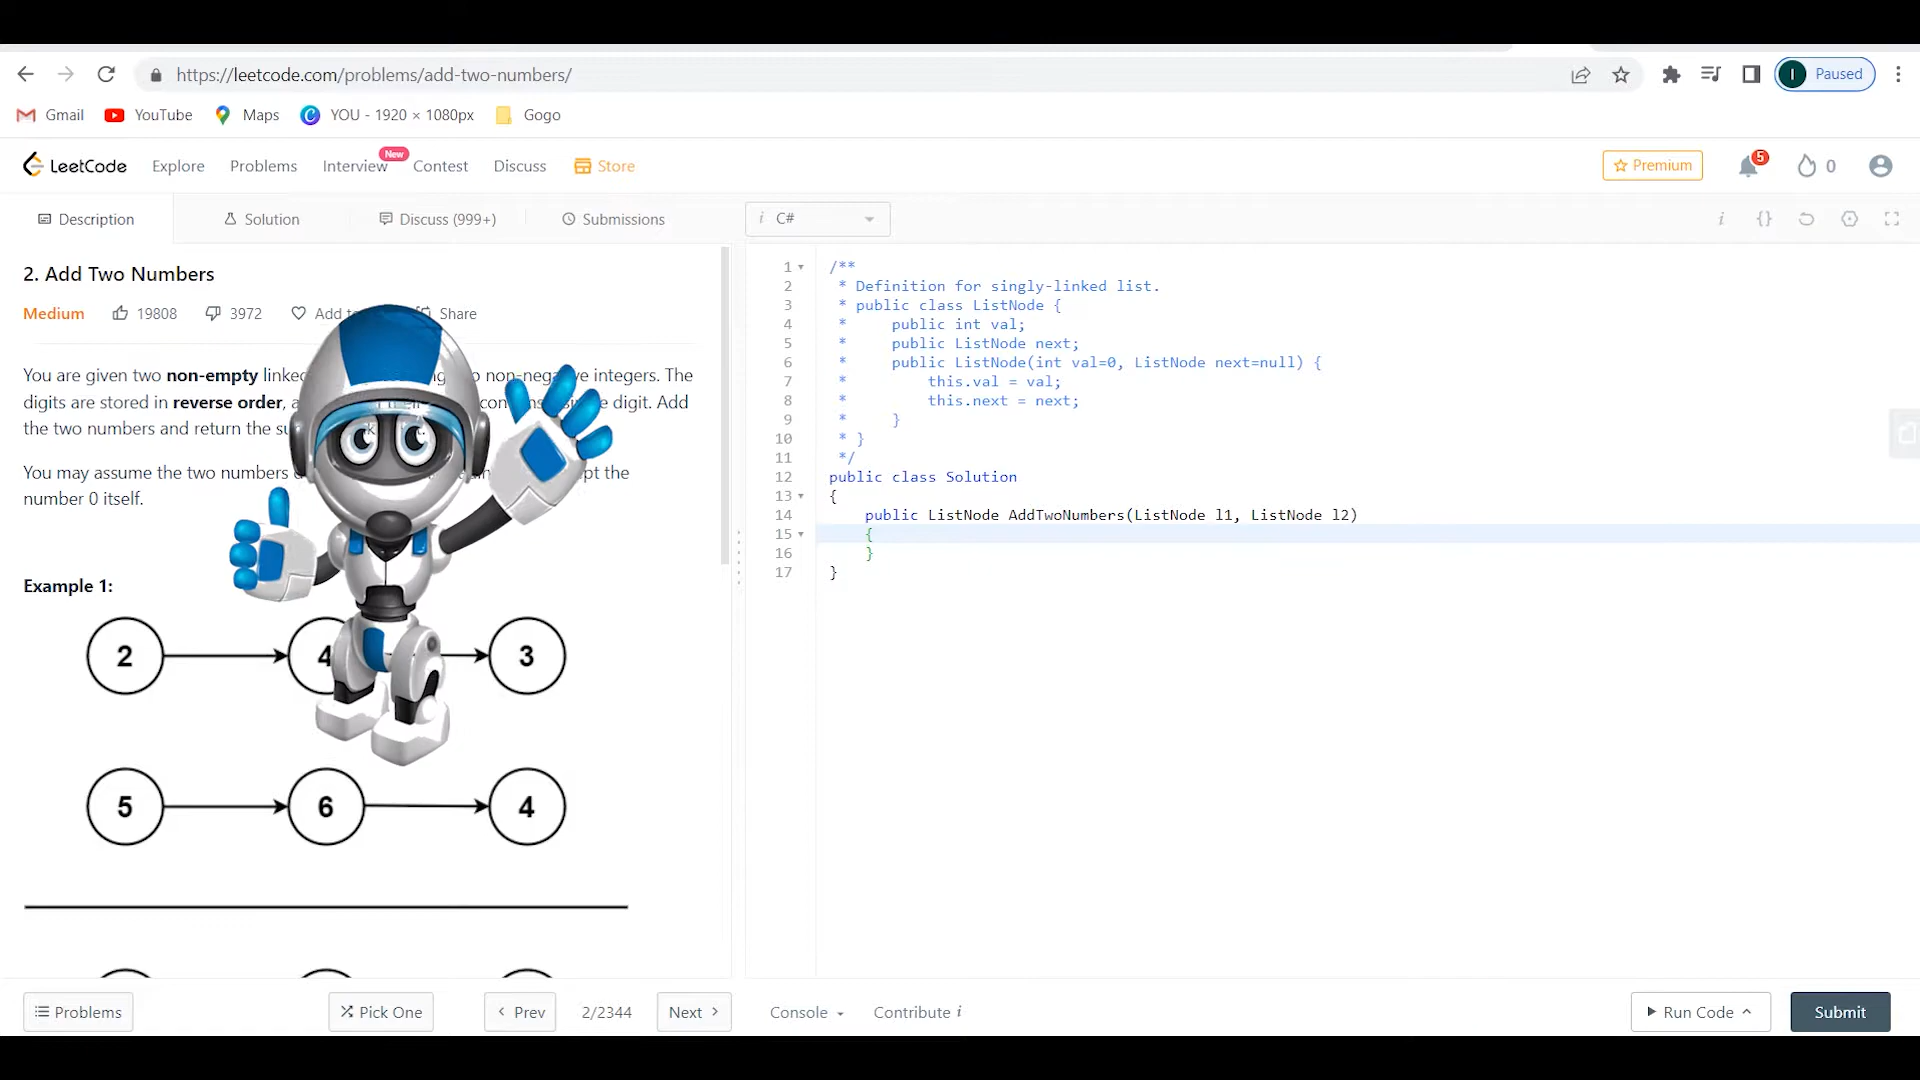 https://leetcode.com/problems/add-two-numbers/
I Paused
Gmail YouTube Maps C YOU - 1920 × 1080px Gogo
LeetCode Explore Problems Interview New Contest Discuss Store Premium 5 0
Description Solution Discuss (999+) Submissions i C# i {}
2. Add Two Numbers
Medium 19808 3972 Add Share
You are given two non-empty linked integers. The
digits are stored in reverse order, digit. Add
the two numbers and return the
You may assume the two numbers the
number 0 itself.
Example 1:
2 4 3
5 6 4
1 /**
2 * Definition for singly-linked list.
3 * public class ListNode {
4 * public int val;
5 * public ListNode next;
6 * public ListNode(int val=0, ListNode next=null) {
7 * this.val = val;
8 * this.next = next;
9 * }
10 * }
11 */
12 public class Solution
13 {
14 public ListNode AddTwoNumbers(ListNode l1, ListNode l2)
15 {
16 }
17 }
Problems Pick One Prev 2/2344 Next Console Contribute i Run Code Submit